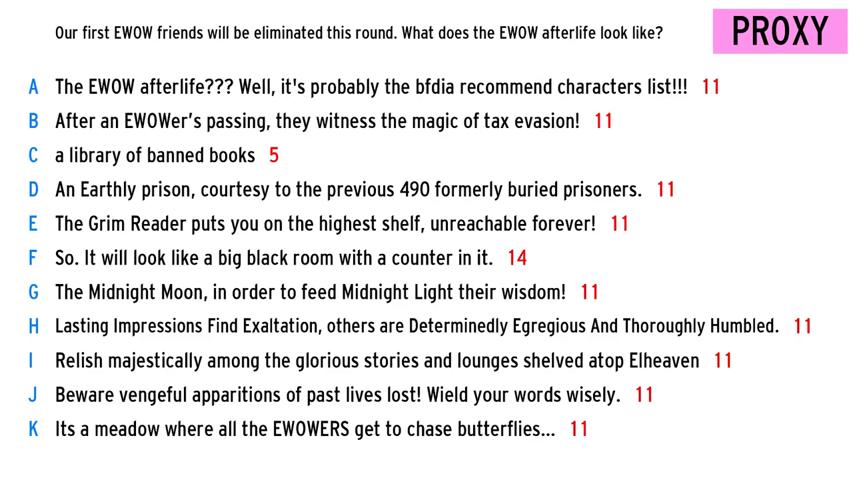 Our first EWOW friends will be eliminated this round. What does the EWOW afterlife look like?
PROXY
A The EWOW afterlife??? Well, it's probably the bfdia recommend characters list!!! 11
B After an EWOWer’s passing, they witness the magic of tax evasion! 11
C a library of banned books 5
D An Earthly prison, courtesy to the previous 490 formerly buried prisoners. 11
E The Grim Reader puts you on the highest shelf, unreachable forever! 11
F So. It will look like a big black room with a counter in it. 14
G The Midnight Moon, in order to feed Midnight Light their wisdom! 11
H Lasting Impressions Find Exaltation, others are Determinedly Egregious And Thoroughly Humbled. 11
I Relish majestically among the glorious stories and lounges shelved atop Elheaven 11
J Beware vengeful apparitions of past lives lost! Wield your words wisely. 11
K Its a meadow where all the EWOWERS get to chase butterflies... 11